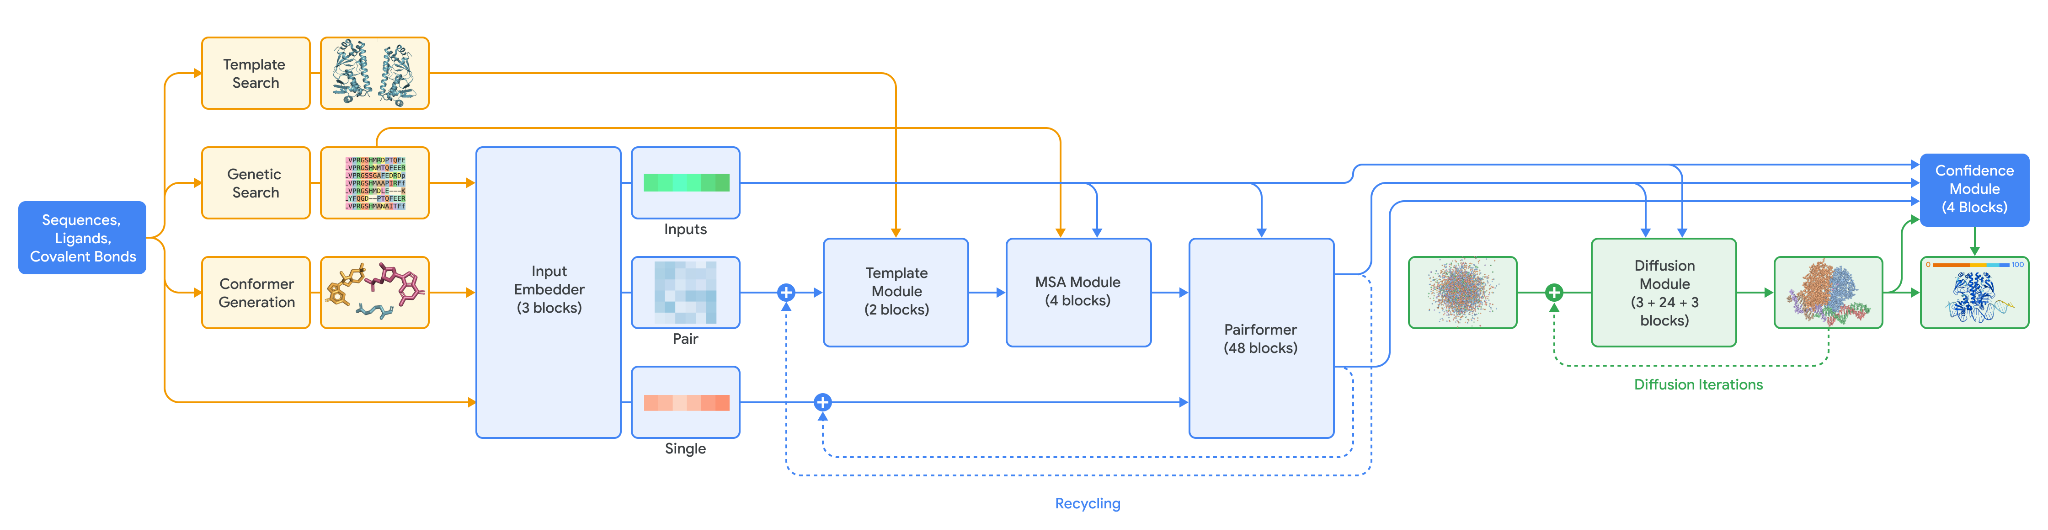 Template
Search
Genetic
Search
Conformer
Generation
Sequences,
Ligands,
Covalent Bonds
Input
Embedder
(3 blocks)
Inputs
Pair
Single
Template
Module
(2 blocks)
MSA Module
(4 blocks)
Pairformer
(48 blocks)
Recycling
Diffusion
Module
(3 + 24 + 3
blocks)
Diffusion Iterations
Confidence
Module
(4 Blocks)
0
100